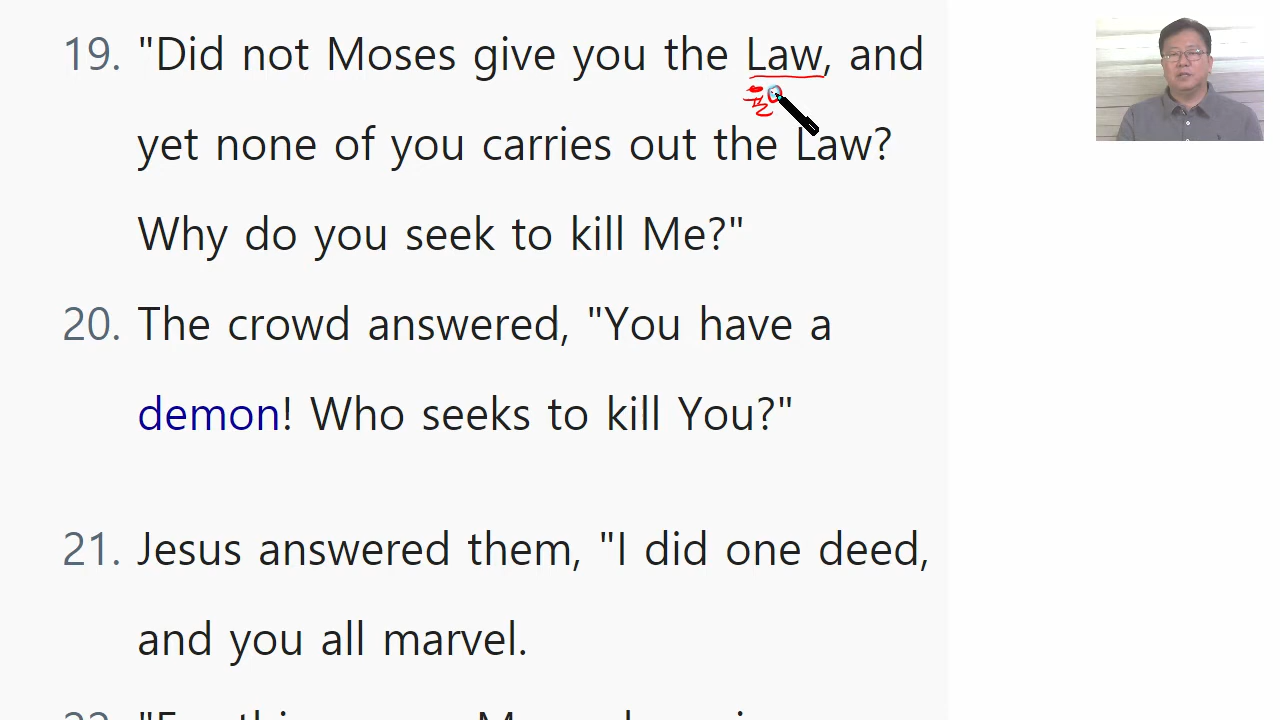 19. "Did not Moses give you the Law, and
율
yet none of you carries out the Law?
Why do you seek to kill Me?"
20. The crowd answered, "You have a
demon! Who seeks to kill You?"
21. Jesus answered them, "I did one deed,
and you all marvel.